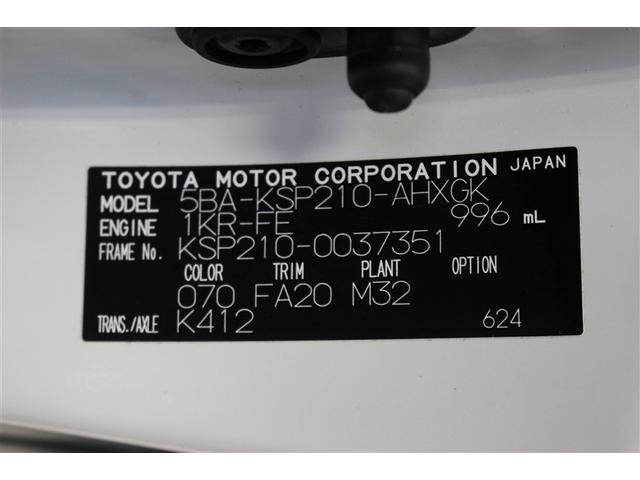 TOYOTA MOTOR CORPORATION JAPAN
MODEL 5BA-KSP210-AHXGK
ENGINE 1KR-FE 996 mL
FRAME No. KSP210-0037351
COLOR TRIM PLANT OPTION
070 FA20 M32
TRANS./AXLE K412 624